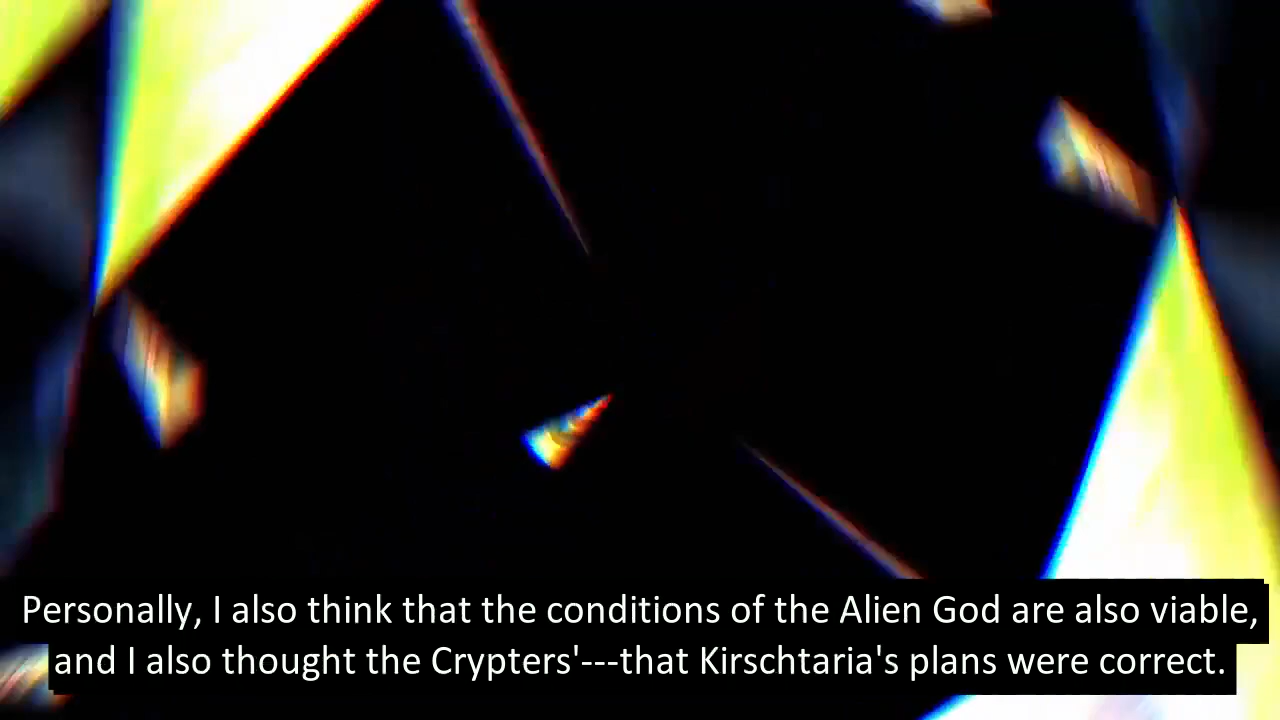 Personally, I also think that the conditions of the Alien God are also viable,
and I also thought the Crypters'---that Kirschtaria's plans were correct.